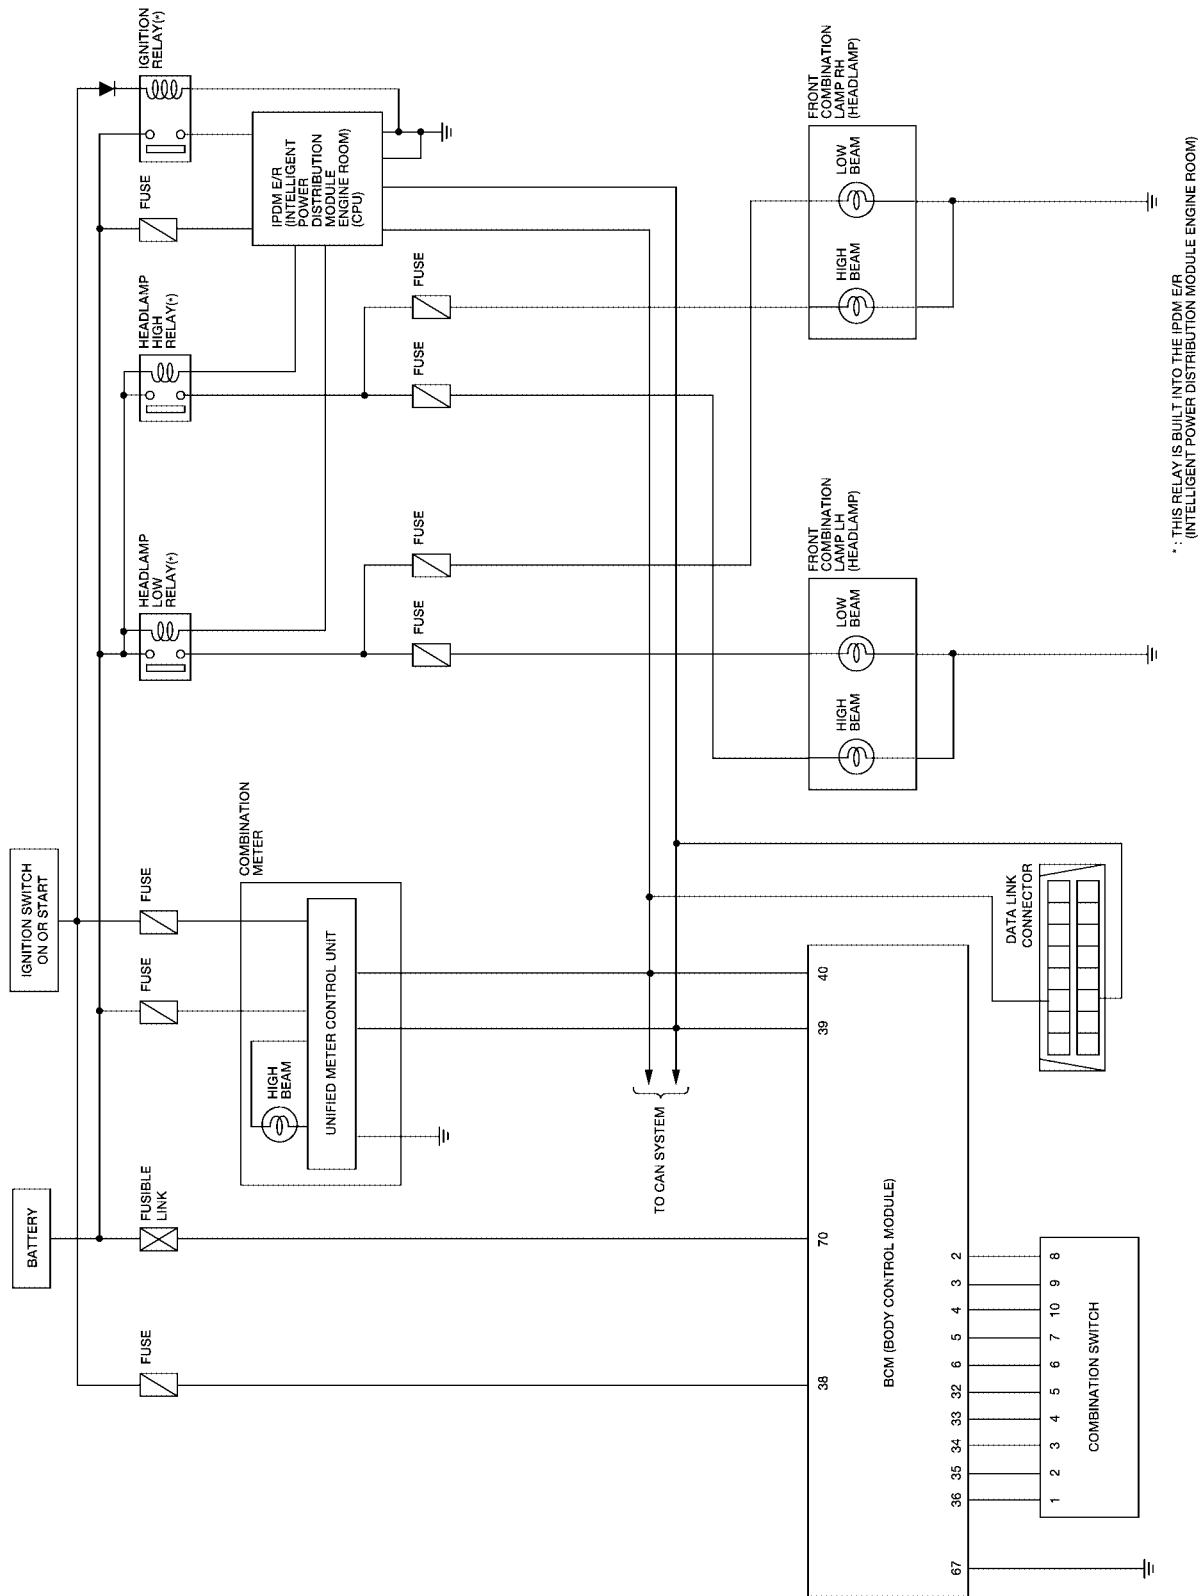 BATTERY
IGNITION SWITCH
ON OR START
FUSE
FUSIBLE
LINK
FUSE
FUSE
HEADLAMP
LOW
RELAY(*)
HEADLAMP
HIGH
RELAY(*)
FUSE
IGNITION
RELAY(*)
COMBINATION
METER
HIGH
BEAM
UNIFIED METER CONTROL UNIT
IPDM E/R
(INTELLIGENT
POWER
DISTRIBUTION
MODULE
ENGINE ROOM)
(CPU)
FUSE
FUSE
FUSE
FUSE
TO CAN SYSTEM
FRONT
COMBINATION
LAMP LH
(HEADLAMP)
HIGH
BEAM
LOW
BEAM
FRONT
COMBINATION
LAMP RH
(HEADLAMP)
HIGH
BEAM
LOW
BEAM
38 70 39 40
BCM (BODY CONTROL MODULE)
67 36 35 34 33 32 6 5 4 3 2
1 2 3 4 5 6 7 10 9 8
COMBINATION SWITCH
DATA LINK
CONNECTOR
* : THIS RELAY IS BUILT INTO THE IPDM E/R
(INTELLIGENT POWER DISTRIBUTION MODULE ENGINE ROOM)